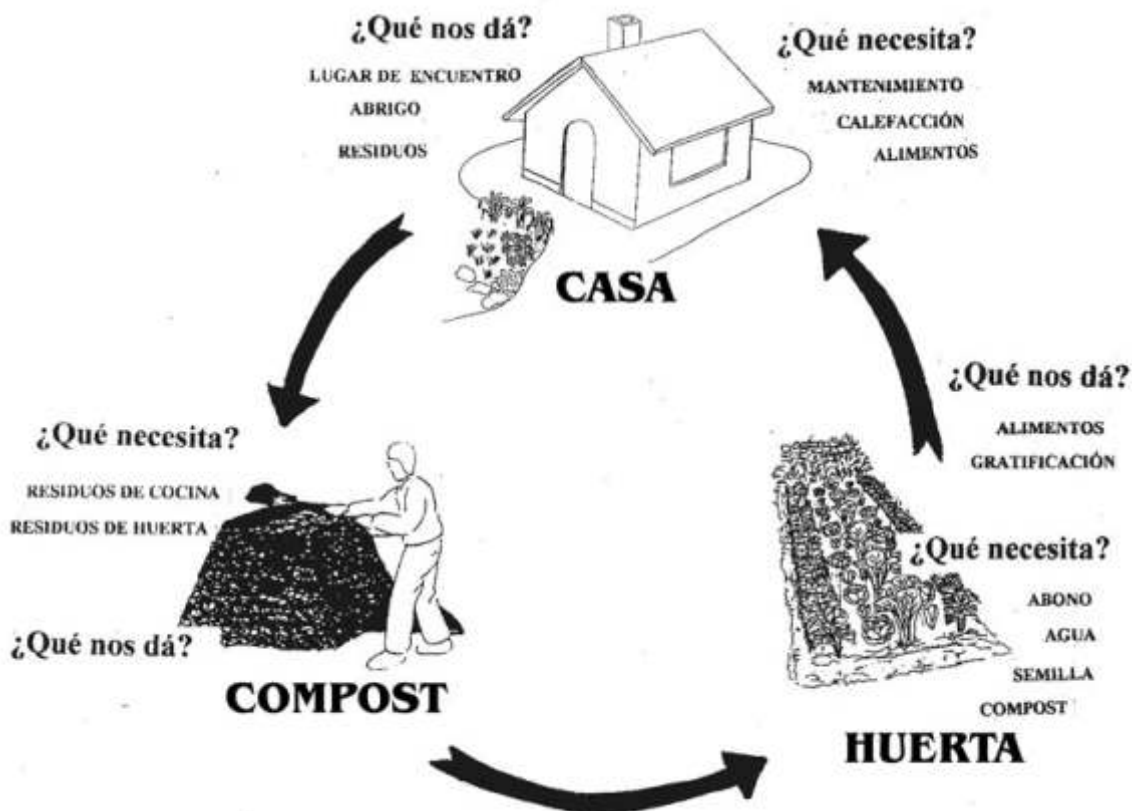 ¿Qué nos dá?
LUGAR DE ENCUENTRO
ABRIGO
RESIDUOS
¿Qué necesita?
MANTENIMIENTO
CALEFACCIÓN
ALIMENTOS
CASA
¿Qué necesita?
RESIDUOS DE COCINA
RESIDUOS DE HUERTA
¿Qué nos dá?
COMPOST
¿Qué nos dá?
ALIMENTOS
GRATIFICACIÓN
¿Qué necesita?
ABONO
AGUA
SEMILLA
COMPOST
HUERTA